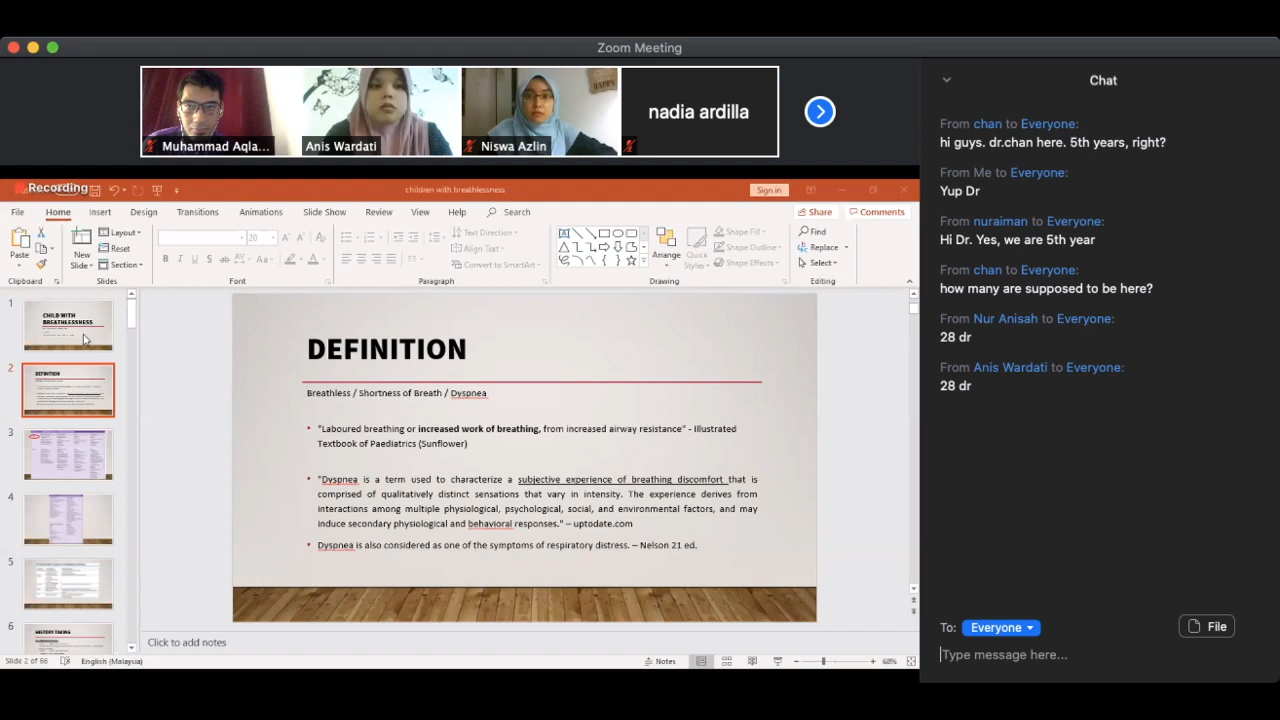 Zoom Meeting
Muhammad Aqla...
Anis Wardati
Niswa Azlin
nadia ardilla
HAPPY
Recording
children with breathlessness
Sign in
File Home Insert Design Transitions Animations Slide Show Review View Help Search
Share Comments
Paste
New Slide
Layout
Reset
Section
20
Text Direction
Align Text
Convert to SmartArt
Arrange
Quick Styles
Shape Fill
Shape Outline
Shape Effects
Find
Replace
Select
Clipboard Slides Font Paragraph Drawing Editing
1
CHILD WITH
BREATHLESSNESS
2
DEFINITION
3
4
5
6
HISTORY TAKING
DEFINITION
Breathless / Shortness of Breath / Dyspnea
• "Laboured breathing or increased work of breathing, from increased airway resistance" - Illustrated
Textbook of Paediatrics (Sunflower)
• "Dyspnea is a term used to characterize a subjective experience of breathing discomfort that is
comprised of qualitatively distinct sensations that vary in intensity. The experience derives from
interactions among multiple physiological, psychological, social, and environmental factors, and may
induce secondary physiological and behavioral responses." – uptodate.com
• Dyspnea is also considered as one of the symptoms of respiratory distress. – Nelson 21 ed.
Click to add notes
Slide 2 of 66 English (Malaysia)
Notes
68%
Chat
From chan to Everyone:
hi guys. dr.chan here. 5th years, right?
From Me to Everyone:
Yup Dr
From nuraiman to Everyone:
Hi Dr. Yes, we are 5th year
From chan to Everyone:
how many are supposed to be here?
From Nur Anisah to Everyone:
28 dr
From Anis Wardati to Everyone:
28 dr
To: Everyone
File
Type message here...